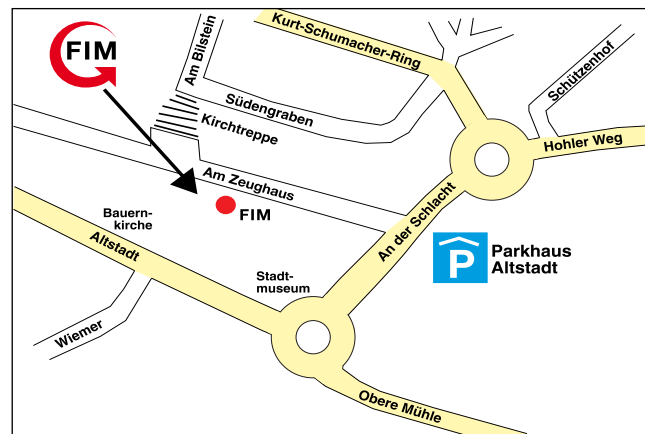 FIM
Am Bilstein
Kurt-Schumacher-Ring
Schützenhof
Südengraben
Kirchtreppe
Hohler Weg
Am Zeughaus
FIM
Bauern-
kirche
Altstadt
An der Schlacht
P
Parkhaus
Altstadt
Stadt-
museum
Wiemer
Obere Mühle